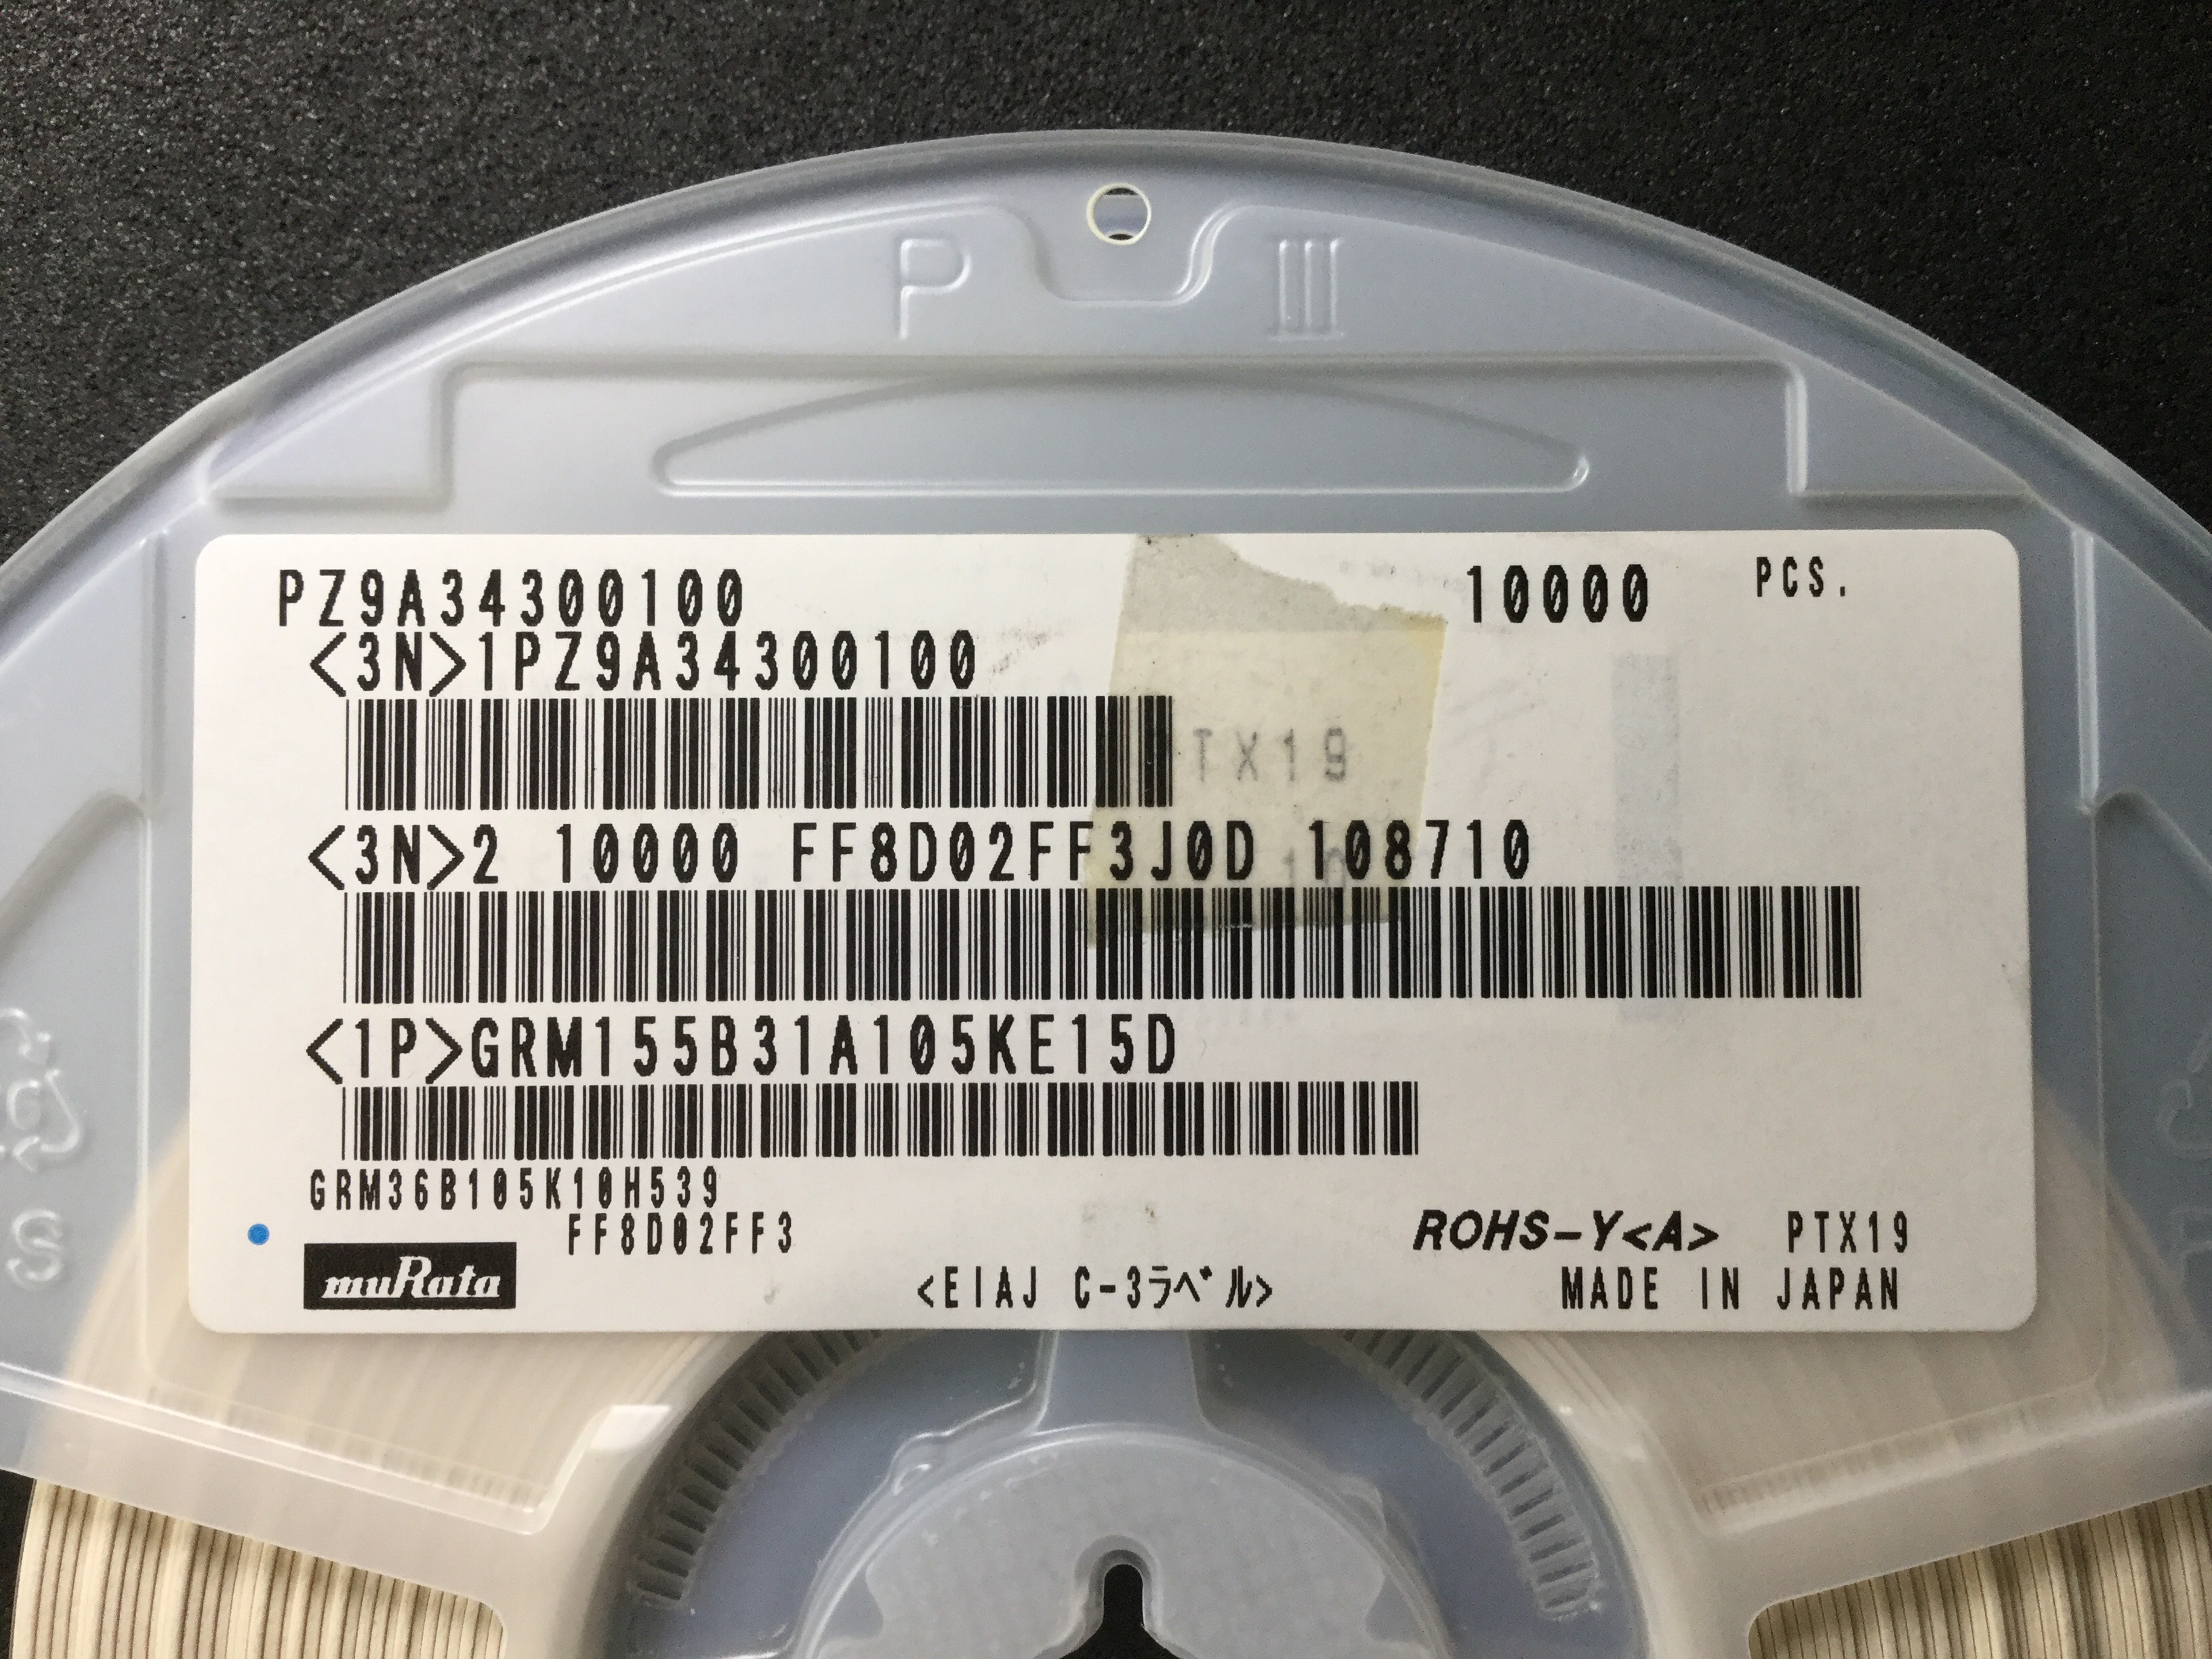 P III
PZ9A34300100 10000 PCS.
<3N>1PZ9A34300100
TX19
<3N>2 10000 FF8D02FF3J0D 108710
<1P>GRM155B31A105KE15D
GRM36B105K10H539
FF8D02FF3 ROHS-Y<A> PTX19
muRata <EIAJ C-3ラベル> MADE IN JAPAN
S